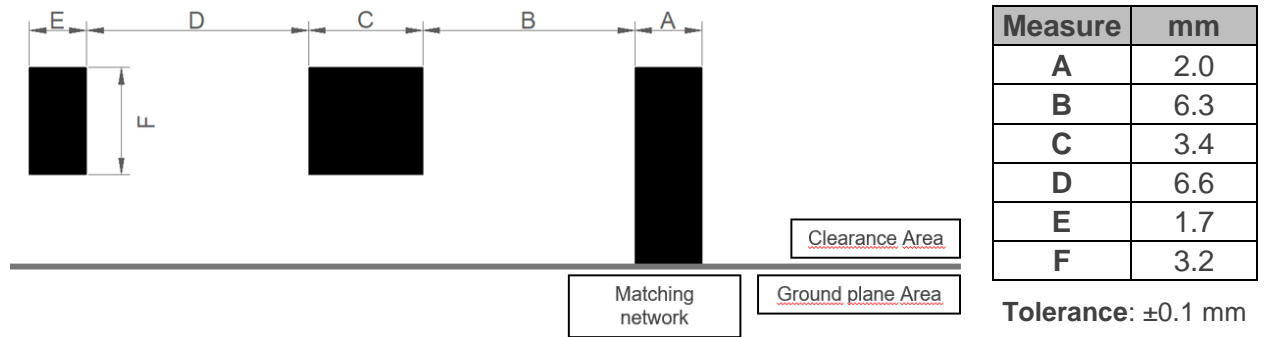 E D C B A
F
Clearance Area
Matching
network
Ground plane Area
Measure mm
A 2.0
B 6.3
C 3.4
D 6.6
E 1.7
F 3.2
Tolerance: ±0.1 mm